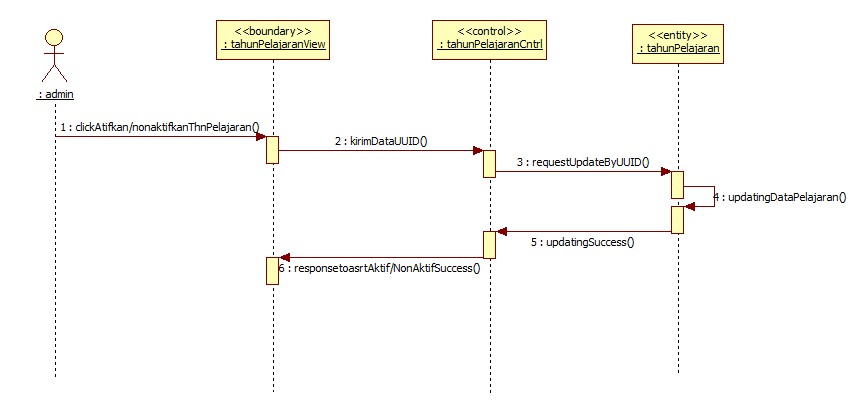 <<boundary>>
: tahunPelajaranView
<<control>>
: tahunPelajaranCntrl
<<entity>>
: tahunPelajaran
: admin
1 : clickAtifkan/nonaktifkanThnPelajaran()
2 : kirimDataUUID()
3 : requestUpdateByUUID()
4 : updatingDataPelajaran()
5 : updatingSuccess()
6 : responsetoasrtAktif/NonAktifSuccess()